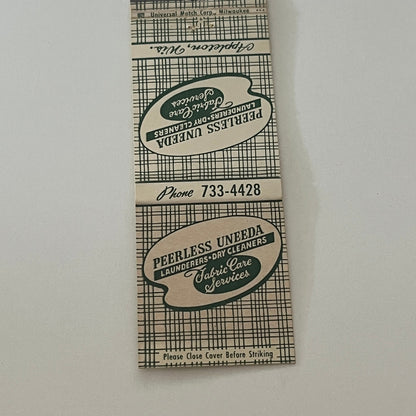 Universal Match Corp., Milwaukee
Appleton, Wis.
PEERLESS UNEEDA
LAUNDERERS•DRY CLEANERS
Fabric Care
Services
Phone 733-4428
PEERLESS UNEEDA
LAUNDERERS•DRY CLEANERS
Fabric Care
Services
Please Close Cover Before Striking